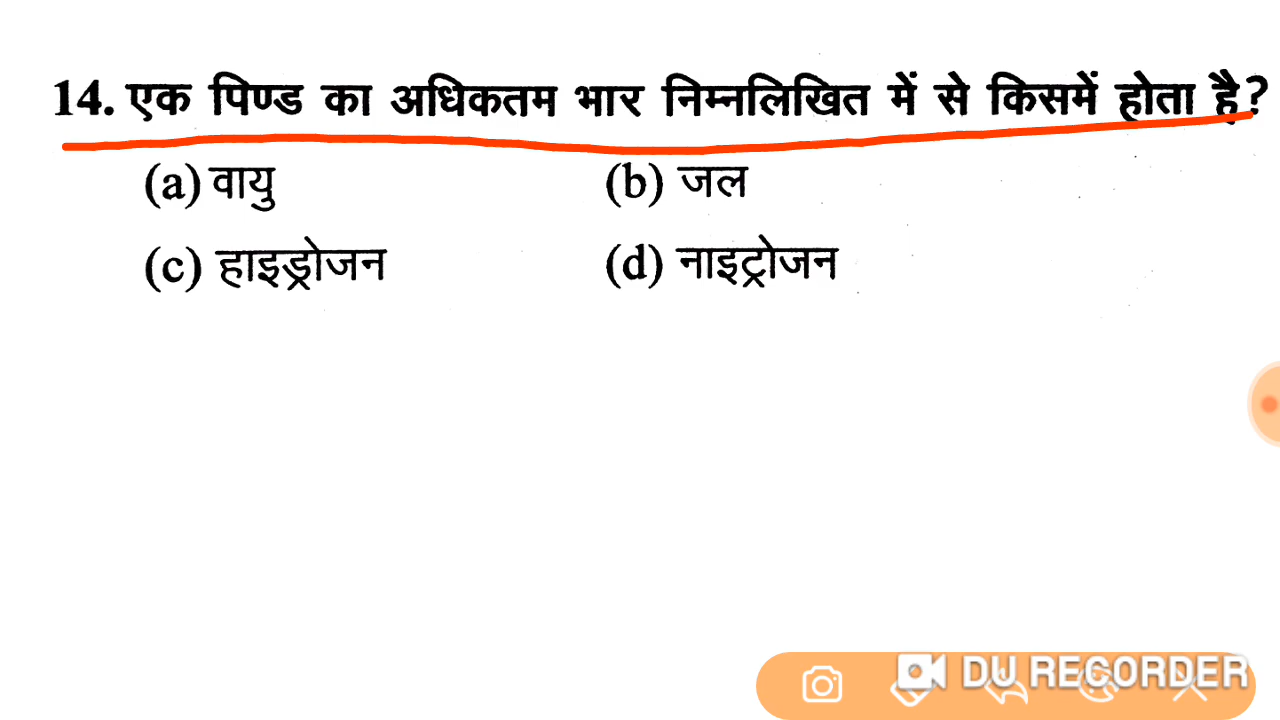 14. एक पिण्ड का अधिकतम भार निम्नलिखित में से किसमें होता है?
(a) वायु (b) जल
(c) हाइड्रोजन (d) नाइट्रोजन
DU RECORDER